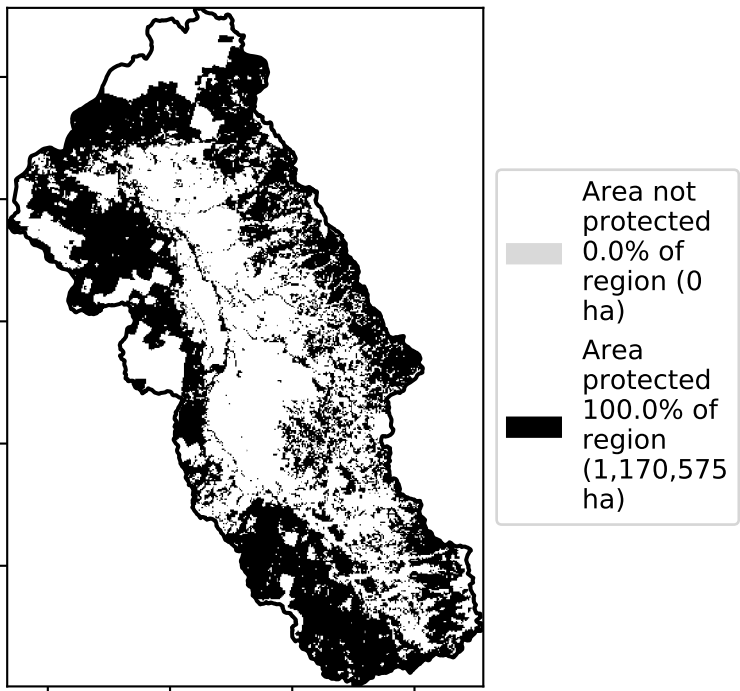 Area not
protected
0.0% of
region (0
ha)
Area
protected
100.0% of
region
(1,170,575
ha)